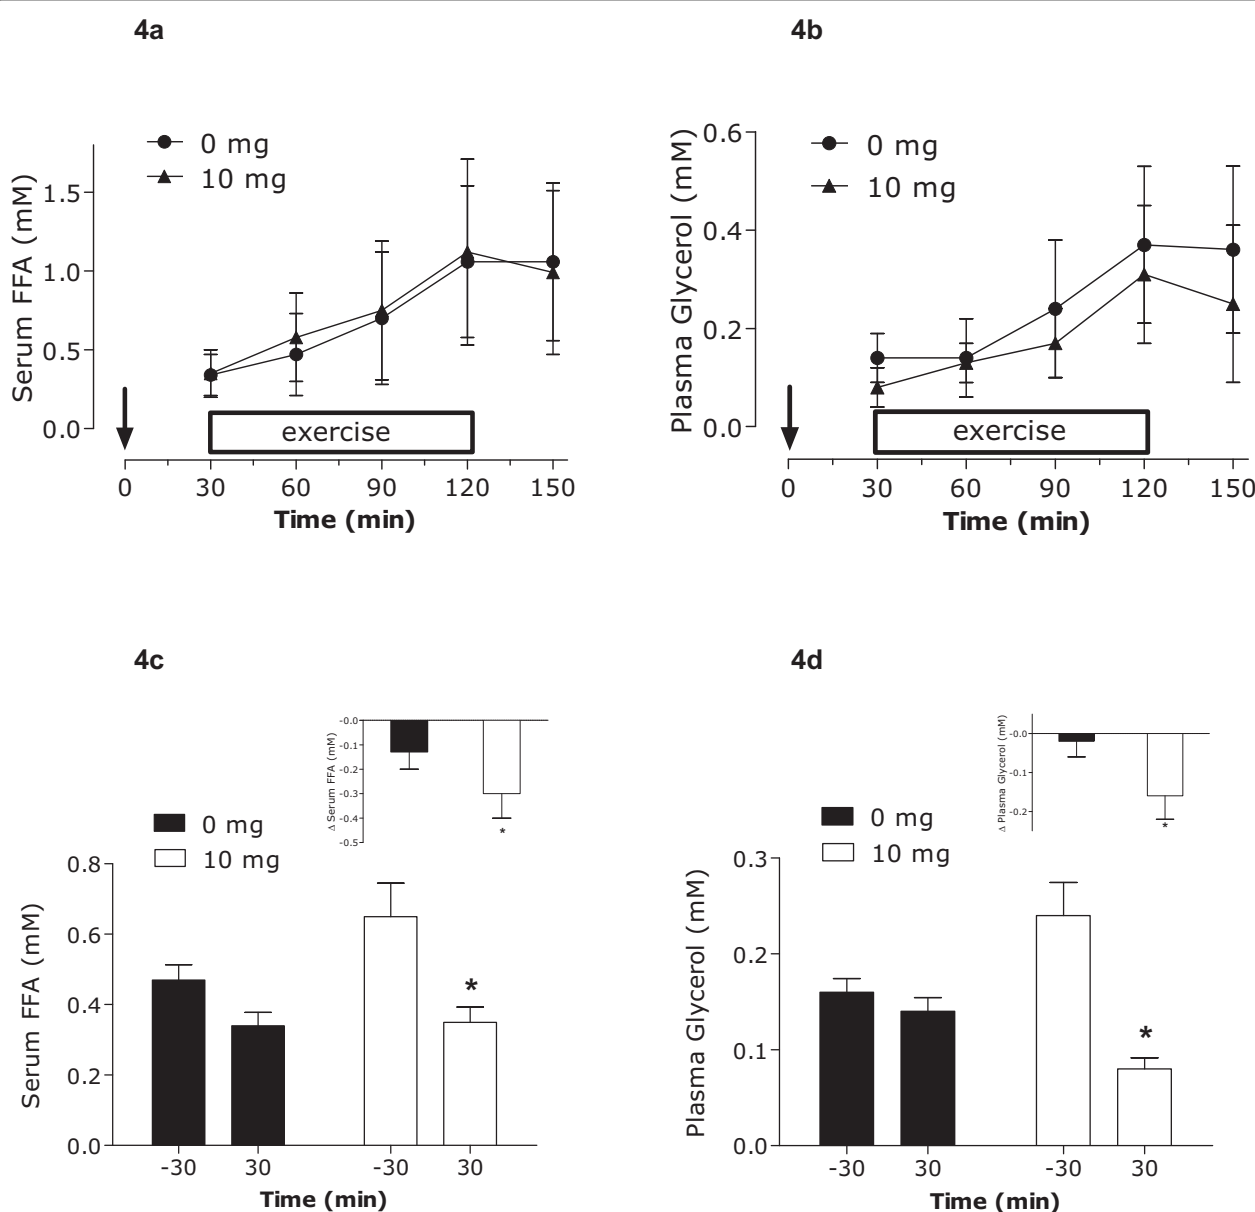 4a
4b
0 mg
10 mg
Serum FFA (mM)
1.5
1.0
0.5
0.0
exercise
0 30 60 90 120 150
Time (min)
0 mg
10 mg
Plasma Glycerol (mM)
0.6
0.4
0.2
0.0
exercise
0 30 60 90 120 150
Time (min)
4c
4d
Δ Serum FFA (mM)
-0.0
-0.1
-0.2
-0.3
-0.4
-0.5
*
0 mg
10 mg
Serum FFA (mM)
0.8
0.6
0.4
0.2
0.0
*
-30 30 -30 30
Time (min)
Δ Plasma Glycerol (mM)
-0.0
-0.1
-0.2
*
0 mg
10 mg
Plasma Glycerol (mM)
0.3
0.2
0.1
0.0
*
-30 30 -30 30
Time (min)